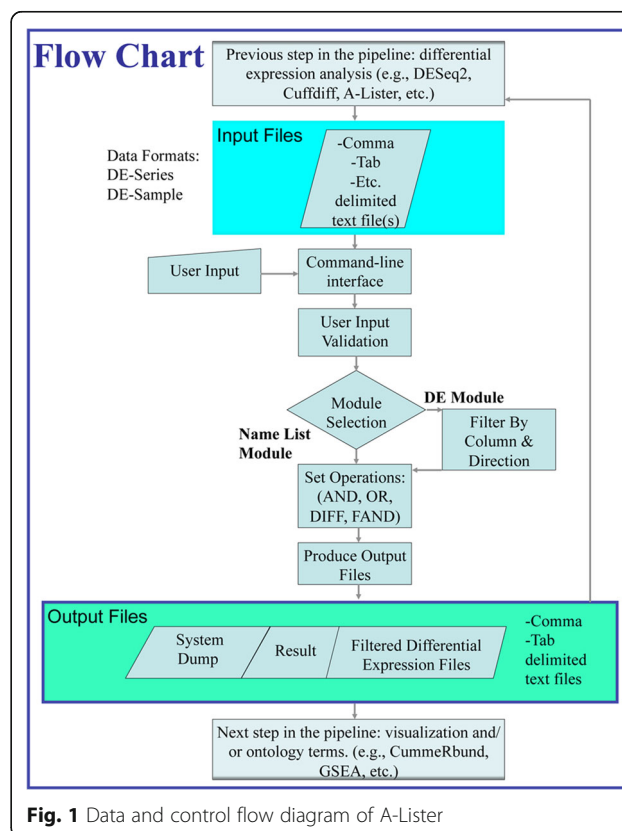 Flow Chart
Previous step in the pipeline: differential
expression analysis (e.g., DESeq2,
Cuffdiff, A-Lister, etc.)
Input Files
Data Formats:
DE-Series
DE-Sample
-Comma
-Tab
-Etc.
delimited
text file(s)
User Input
Command-line
interface
User Input
Validation
Module
Selection
DE Module
Name List
Module
Filter By
Column &
Direction
Set Operations:
(AND, OR,
DIFF, FAND)
Produce Output
Files
Output Files
System
Dump
Result
Filtered Differential
Expression Files
-Comma
-Tab
delimited
text files
Next step in the pipeline: visualization and/
or ontology terms. (e.g., CummeRbund,
GSEA, etc.)
Fig. 1 Data and control flow diagram of A-Lister